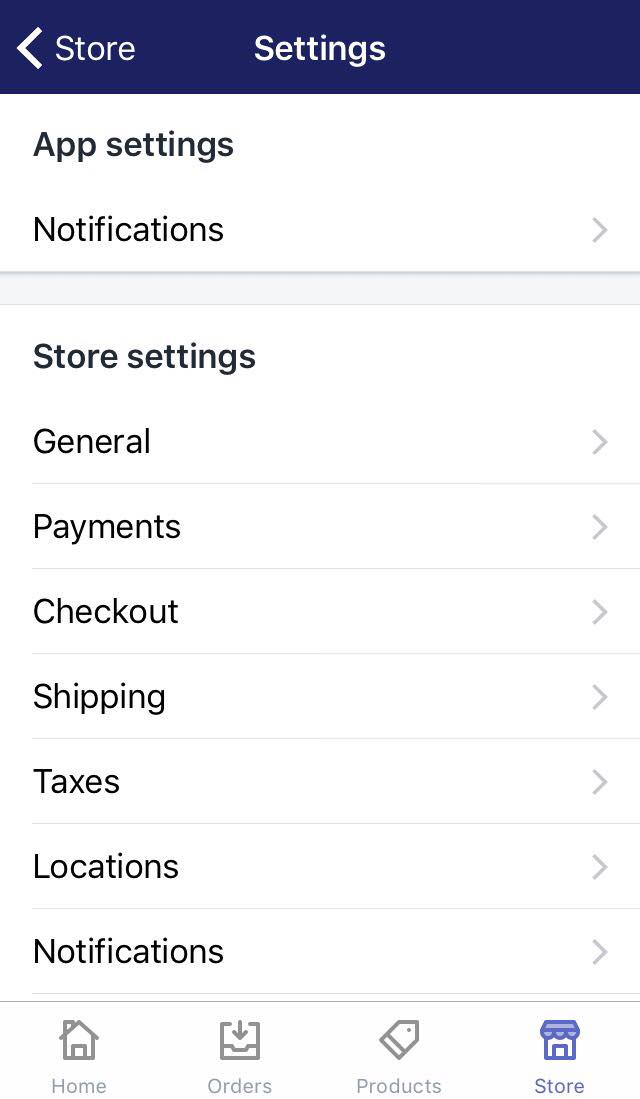 Store
Settings
App settings
Notifications
Store settings
General
Payments
Checkout
Shipping
Taxes
Locations
Notifications
Home
Orders
Products
Store